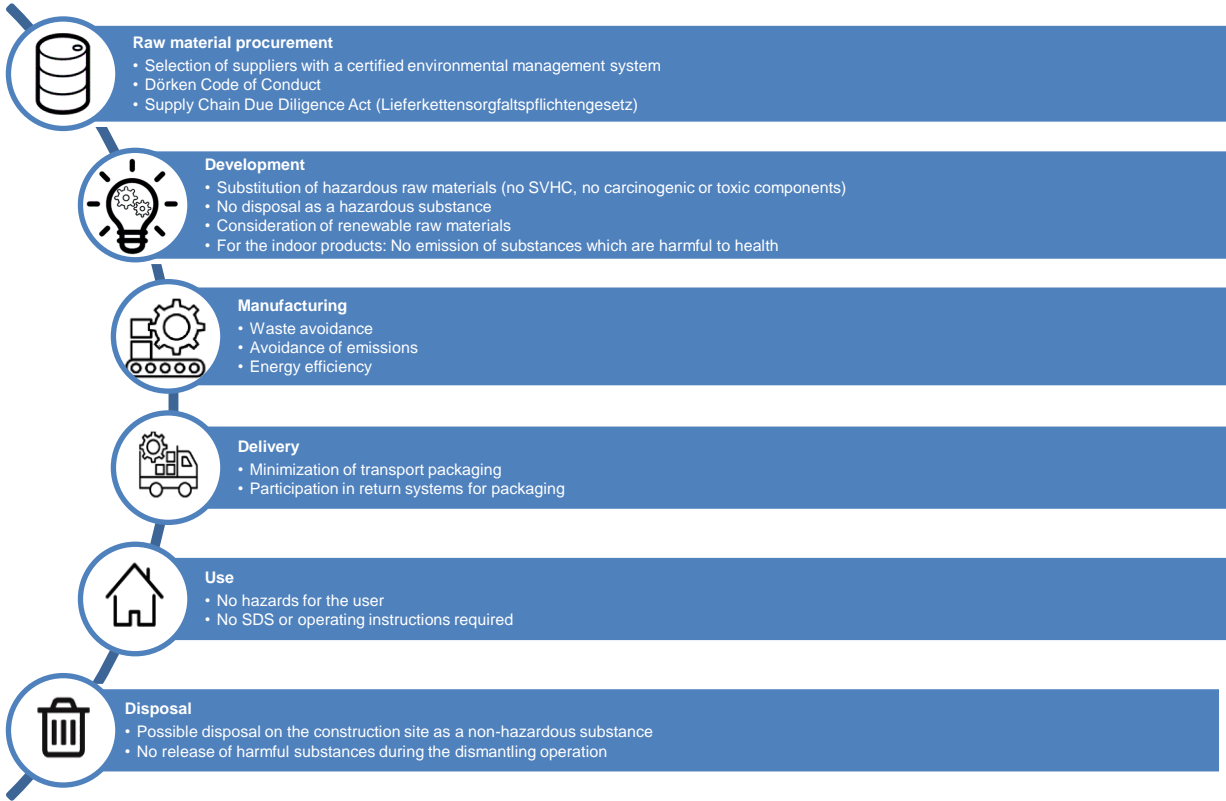 Raw material procurement
• Selection of suppliers with a certified environmental management system
• Dörken Code of Conduct
• Supply Chain Due Diligence Act (Lieferkettensorgfaltspflichtengesetz)
Development
• Substitution of hazardous raw materials (no SVHC, no carcinogenic or toxic components)
• No disposal as a hazardous substance
• Consideration of renewable raw materials
• For the indoor products: No emission of substances which are harmful to health
Manufacturing
• Waste avoidance
• Avoidance of emissions
• Energy efficiency
Delivery
• Minimization of transport packaging
• Participation in return systems for packaging
Use
• No hazards for the user
• No SDS or operating instructions required
Disposal
• Possible disposal on the construction site as a non-hazardous substance
• No release of harmful substances during the dismantling operation